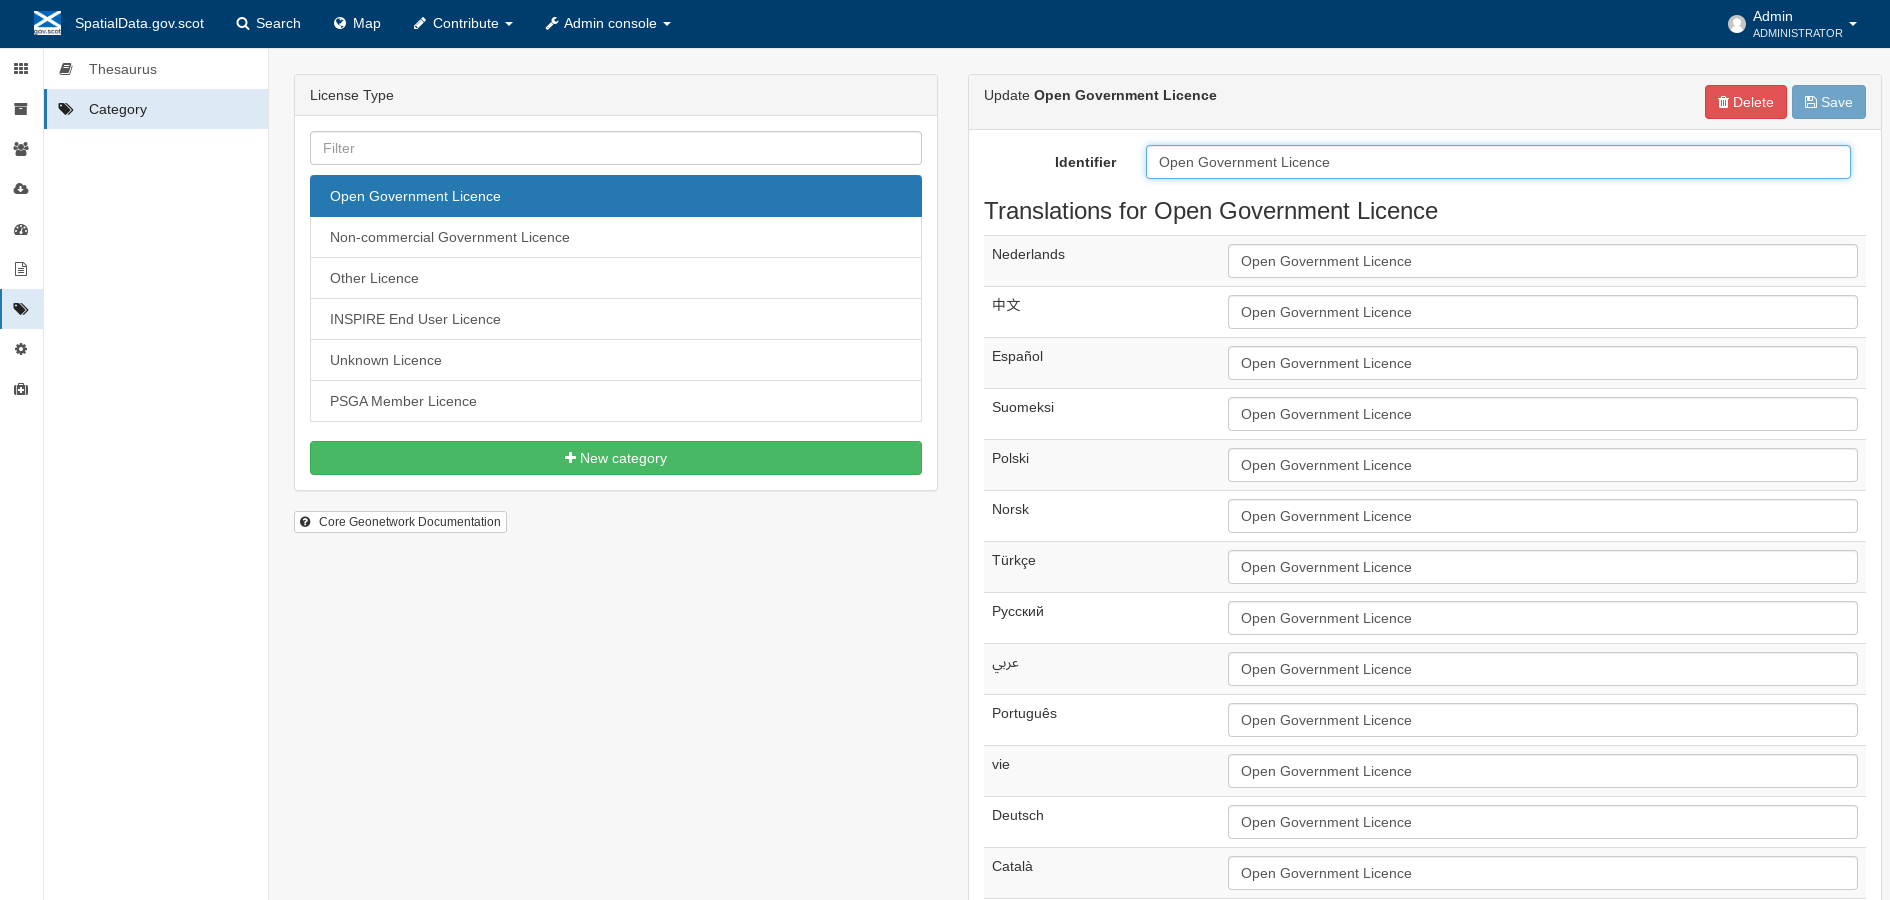 gov.scot
SpatialData.gov.scot
Search
Map
Contribute
Admin console
Admin
ADMINISTRATOR
Thesaurus
Category
License Type
Filter
Open Government Licence
Non-commercial Government Licence
Other Licence
INSPIRE End User Licence
Unknown Licence
PSGA Member Licence
New category
Core Geonetwork Documentation
Update Open Government Licence
Delete
Save
Identifier
Open Government Licence
Translations for Open Government Licence
Nederlands Open Government Licence
中文 Open Government Licence
Español Open Government Licence
Suomeksi Open Government Licence
Polski Open Government Licence
Norsk Open Government Licence
Türkçe Open Government Licence
Русский Open Government Licence
عربي Open Government Licence
Português Open Government Licence
vie Open Government Licence
Deutsch Open Government Licence
Català Open Government Licence